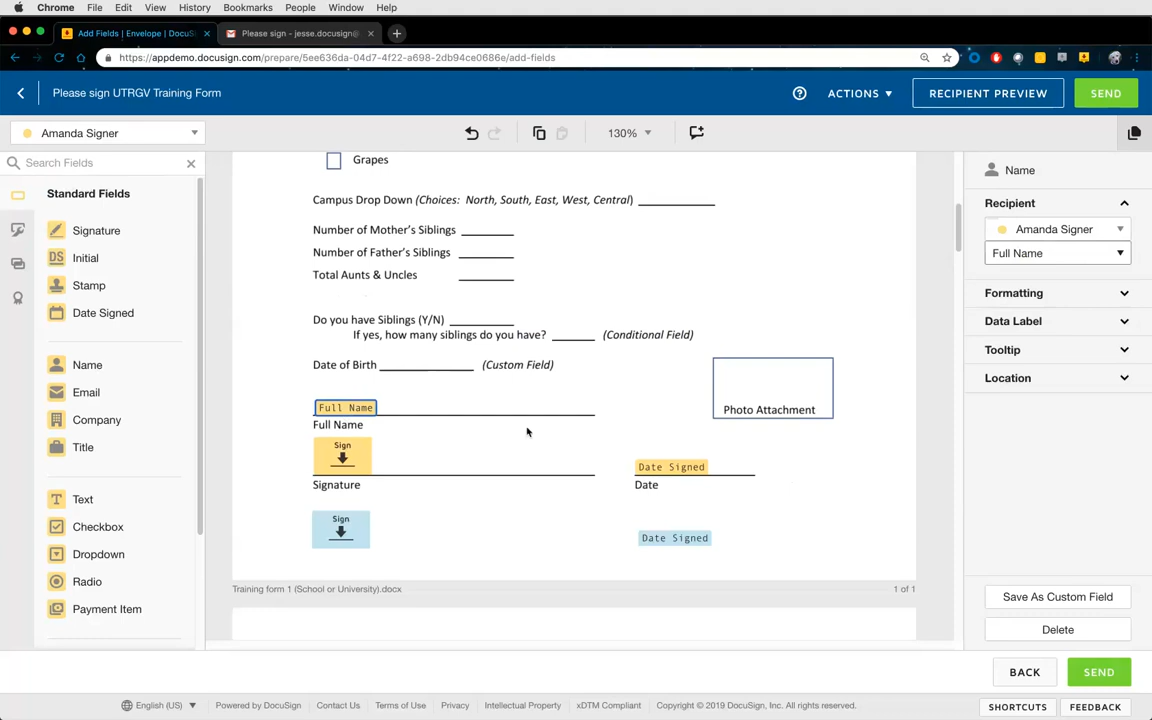 Chrome File Edit View History Bookmarks People Window Help
Add Fields | Envelope | DocuSi
Please sign - jesse.docusign@
https://appdemo.docusign.com/prepare/5ee636da-04d7-4f22-a698-2db94ce0686e/add-fields
Please sign UTRGV Training Form
ACTIONS
RECIPIENT PREVIEW
SEND
Amanda Signer
130%
Search Fields
Standard Fields
Signature
DS Initial
Stamp
Date Signed
Name
Email
Company
Title
T Text
Checkbox
Dropdown
Radio
Payment Item
Grapes
Campus Drop Down (Choices: North, South, East, West, Central)
Number of Mother's Siblings
Number of Father's Siblings
Total Aunts & Uncles
Do you have Siblings (Y/N)
If yes, how many siblings do you have? (Conditional Field)
Date of Birth (Custom Field)
Photo Attachment
Full Name
Full Name
Sign
Date Signed
Signature
Date
Sign
Date Signed
Training form 1 (School or University).docx
1 of 1
Name
Recipient
Amanda Signer
Full Name
Formatting
Data Label
Tooltip
Location
Save As Custom Field
Delete
BACK
SEND
English (US)
Powered by DocuSign
Contact Us
Terms of Use
Privacy
Intellectual Property
xDTM Compliant
Copyright © 2019 DocuSign Inc. All rights reserved.
SHORTCUTS
FEEDBACK